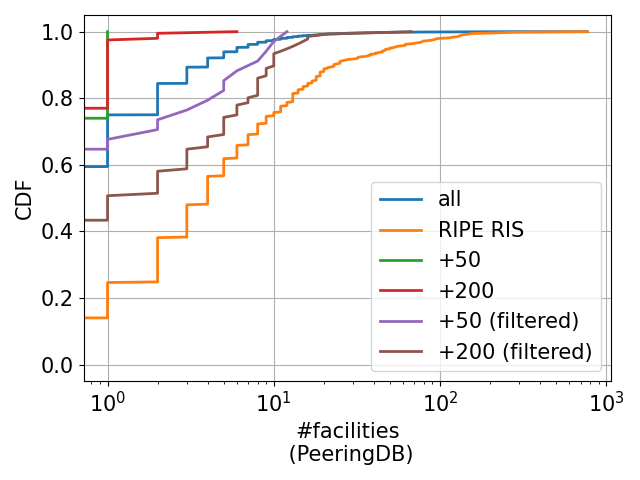 1.0
0.8
0.6
0.4
0.2
0.0
CDF
all
RIPE RIS
+50
+200
+50 (filtered)
+200 (filtered)
10⁰
10¹
10²
10³
#facilities
(PeeringDB)